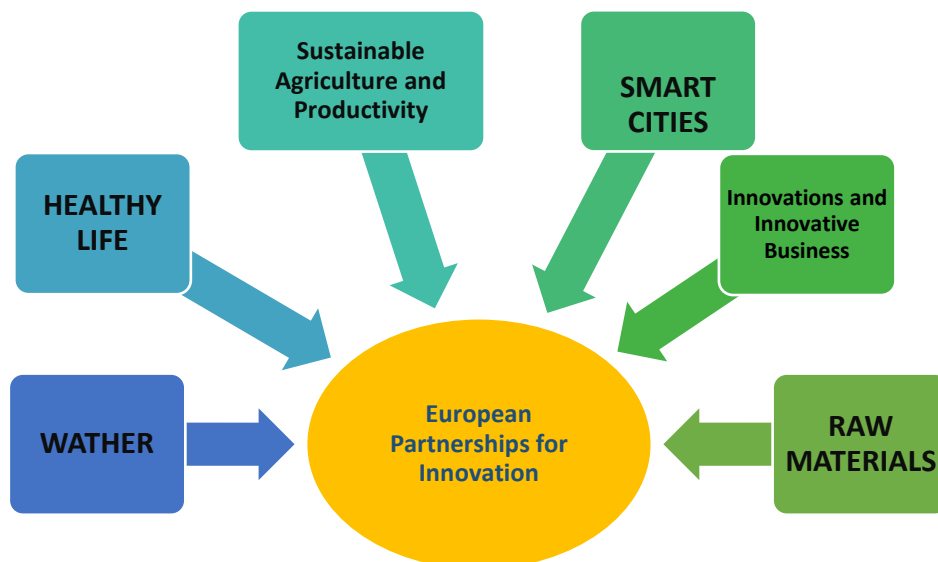 Sustainable
Agriculture and
Productivity
SMART
CITIES
HEALTHY
LIFE
Innovations and
Innovative
Business
WATHER
European
Partnerships for
Innovation
RAW
MATERIALS